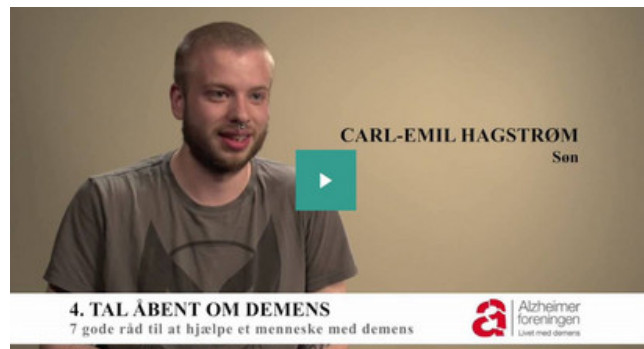 CARL-EMIL HAGSTRØM
Søn
4. TAL ÅBENT OM DEMENS
7 gode råd til at hjælpe et menneske med demens
Alzheimer
foreningen
Livet med demens